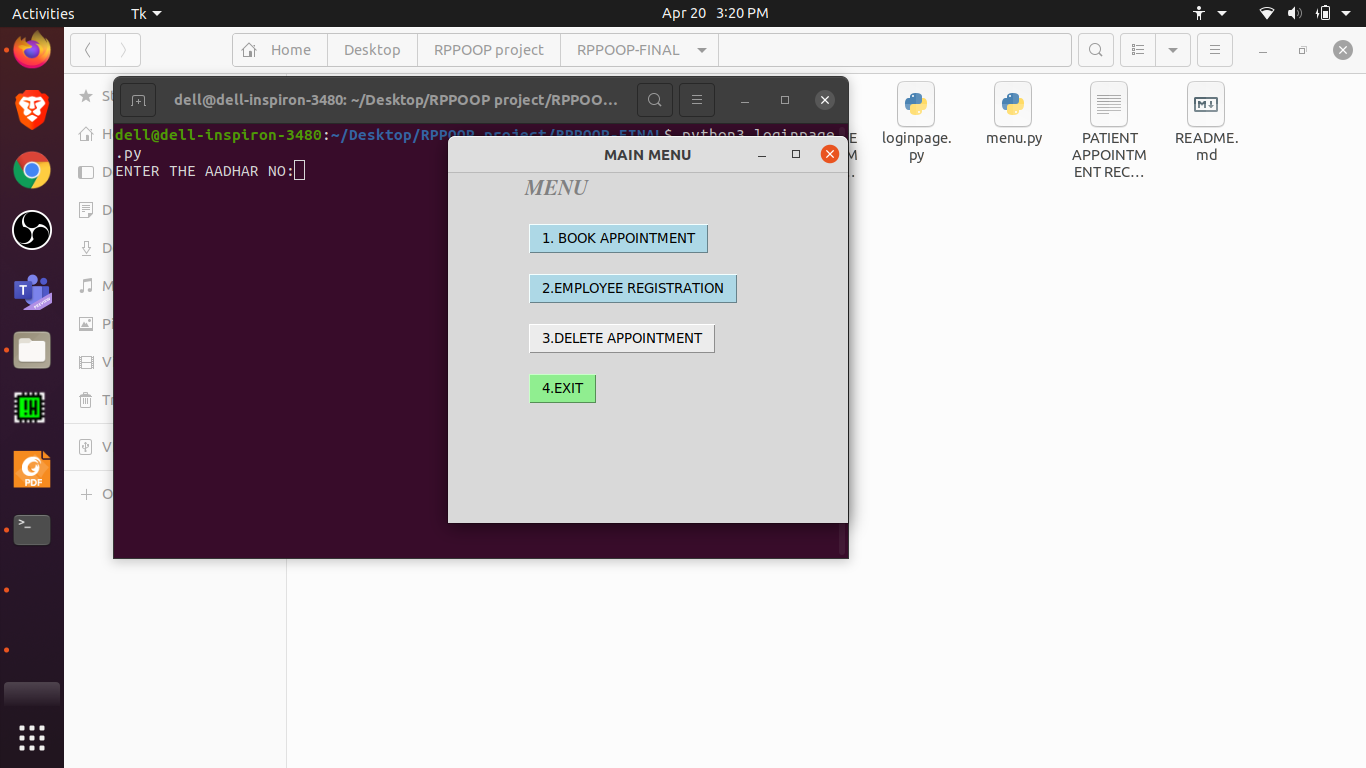 Activities
Tk
Apr 20 3:20 PM
Home
Desktop
RPPOOP project
RPPOOP-FINAL
dell@dell-inspiron-3480: ~/Desktop/RPPOOP project/RPPOO...
dell@dell-inspiron-3480:~/Desktop/RPPOOP project/RPPOOP-FINAL$ python3 loginpage
.py
ENTER THE AADHAR NO:
MAIN MENU
MENU
1. BOOK APPOINTMENT
2.EMPLOYEE REGISTRATION
3.DELETE APPOINTMENT
4.EXIT
loginpage.
py
menu.py
PATIENT
APPOINTM
ENT REC...
README.
md
PDF